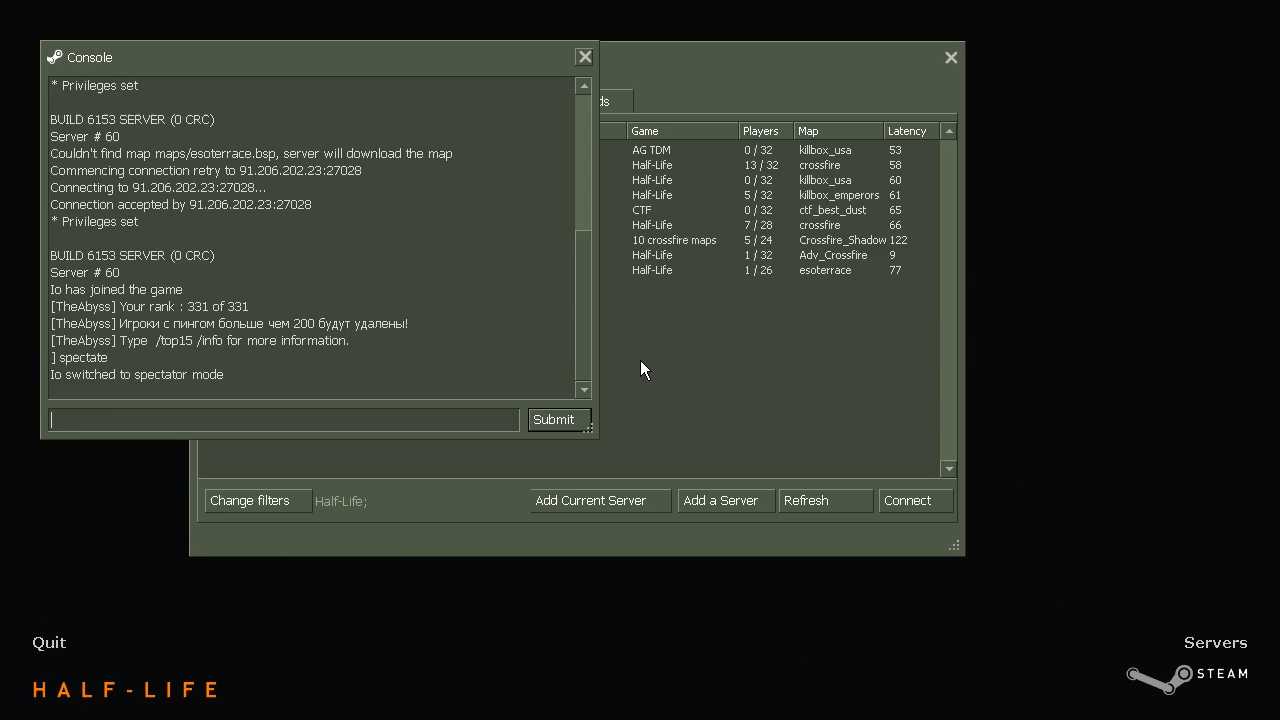 Console
* Privileges set
BUILD 6153 SERVER (0 CRC)
Server # 60
Couldn't find map maps/esoterrace.bsp, server will download the map
Commencing connection retry to 91.206.202.23:27028
Connecting to 91.206.202.23:27028...
Connection accepted by 91.206.202.23:27028
* Privileges set
BUILD 6153 SERVER (0 CRC)
Server # 60
Io has joined the game
[TheAbyss] Your rank : 331 of 331
[TheAbyss] Игроки с пингом больше чем 200 будут удалены!
[TheAbyss] Type /top15 /info for more information.
] spectate
Io switched to spectator mode
Submit
ds
Game Players Map Latency
AG TDM 0 / 32 killbox_usa 53
Half-Life 13 / 32 crossfire 58
Half-Life 0 / 32 killbox_usa 60
Half-Life 5 / 32 killbox_emperors 61
CTF 0 / 32 ctf_best_dust 65
Half-Life 7 / 28 crossfire 66
10 crossfire maps 5 / 24 Crossfire_Shadow 122
Half-Life 1 / 32 Adv_Crossfire 9
Half-Life 1 / 26 esoterrace 77
Change filters Half-Life; Add Current Server Add a Server Refresh Connect
Quit
Servers
HALF-LIFE
STEAM